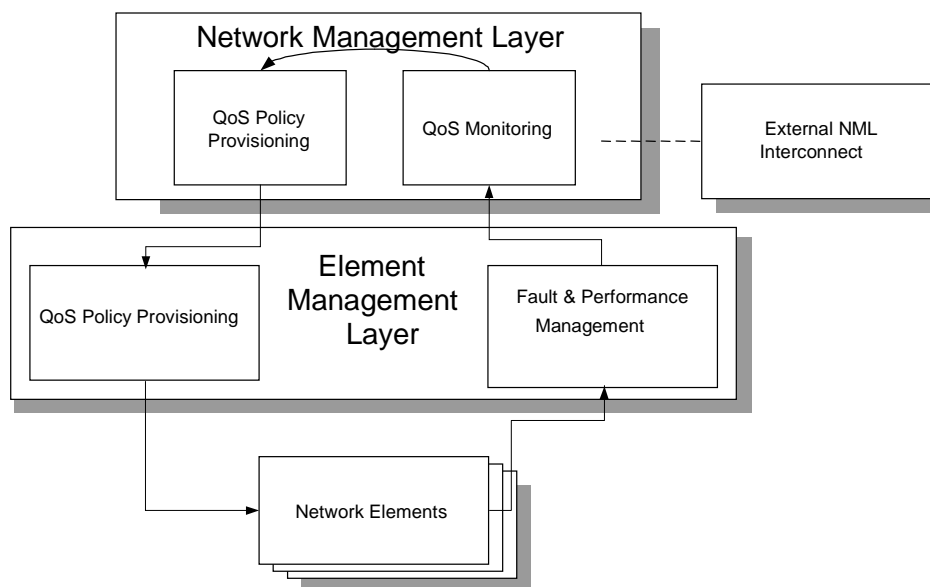 Network Management Layer
QoS Policy
Provisioning
QoS Monitoring
External NML
Interconnect
Element
Management
Layer
QoS Policy Provisioning
Fault & Performance
Management
Network Elements